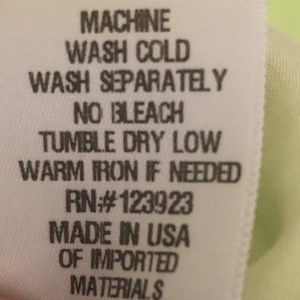 MACHINE
WASH COLD
WASH SEPARATELY
NO BLEACH
TUMBLE DRY LOW
WARM IRON IF NEEDED
RN#123923
MADE IN USA
OF IMPORTED
MATERIALS